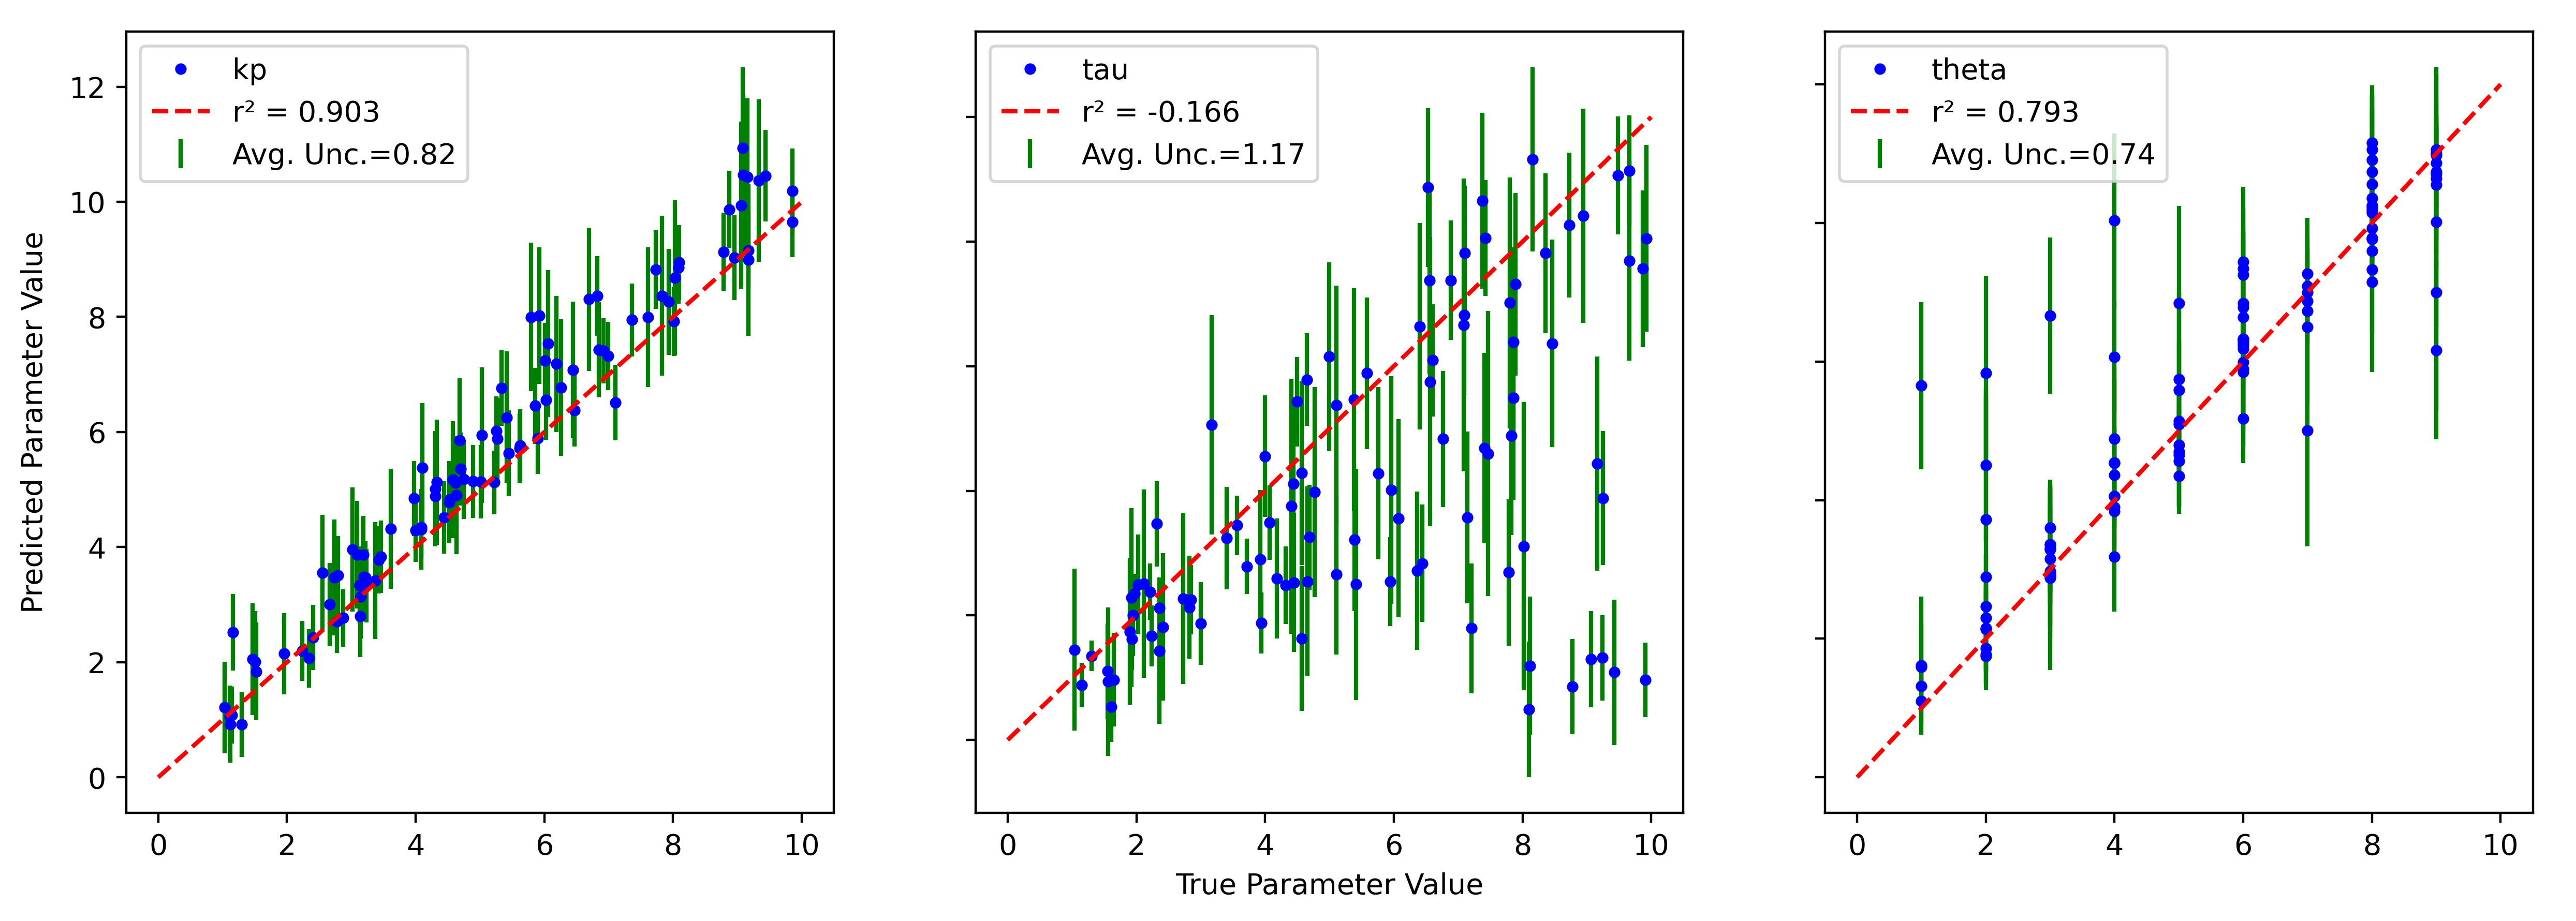 kp
r² = 0.903
Avg. Unc.=0.82
tau
r² = -0.166
Avg. Unc.=1.17
theta
r² = 0.793
Avg. Unc.=0.74
Predicted Parameter Value
12
10
8
6
4
2
0
0 2 4 6 8 10
0 2 4 6 8 10
0 2 4 6 8 10
True Parameter Value